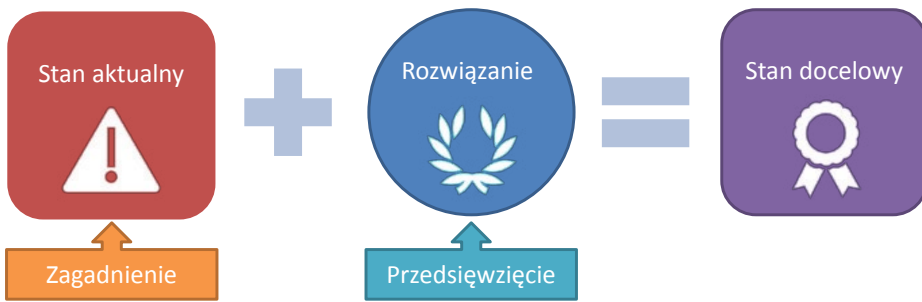 Stan aktualny
Rozwiązanie
Stan docelowy
Zagadnienie
Przedsięwzięcie